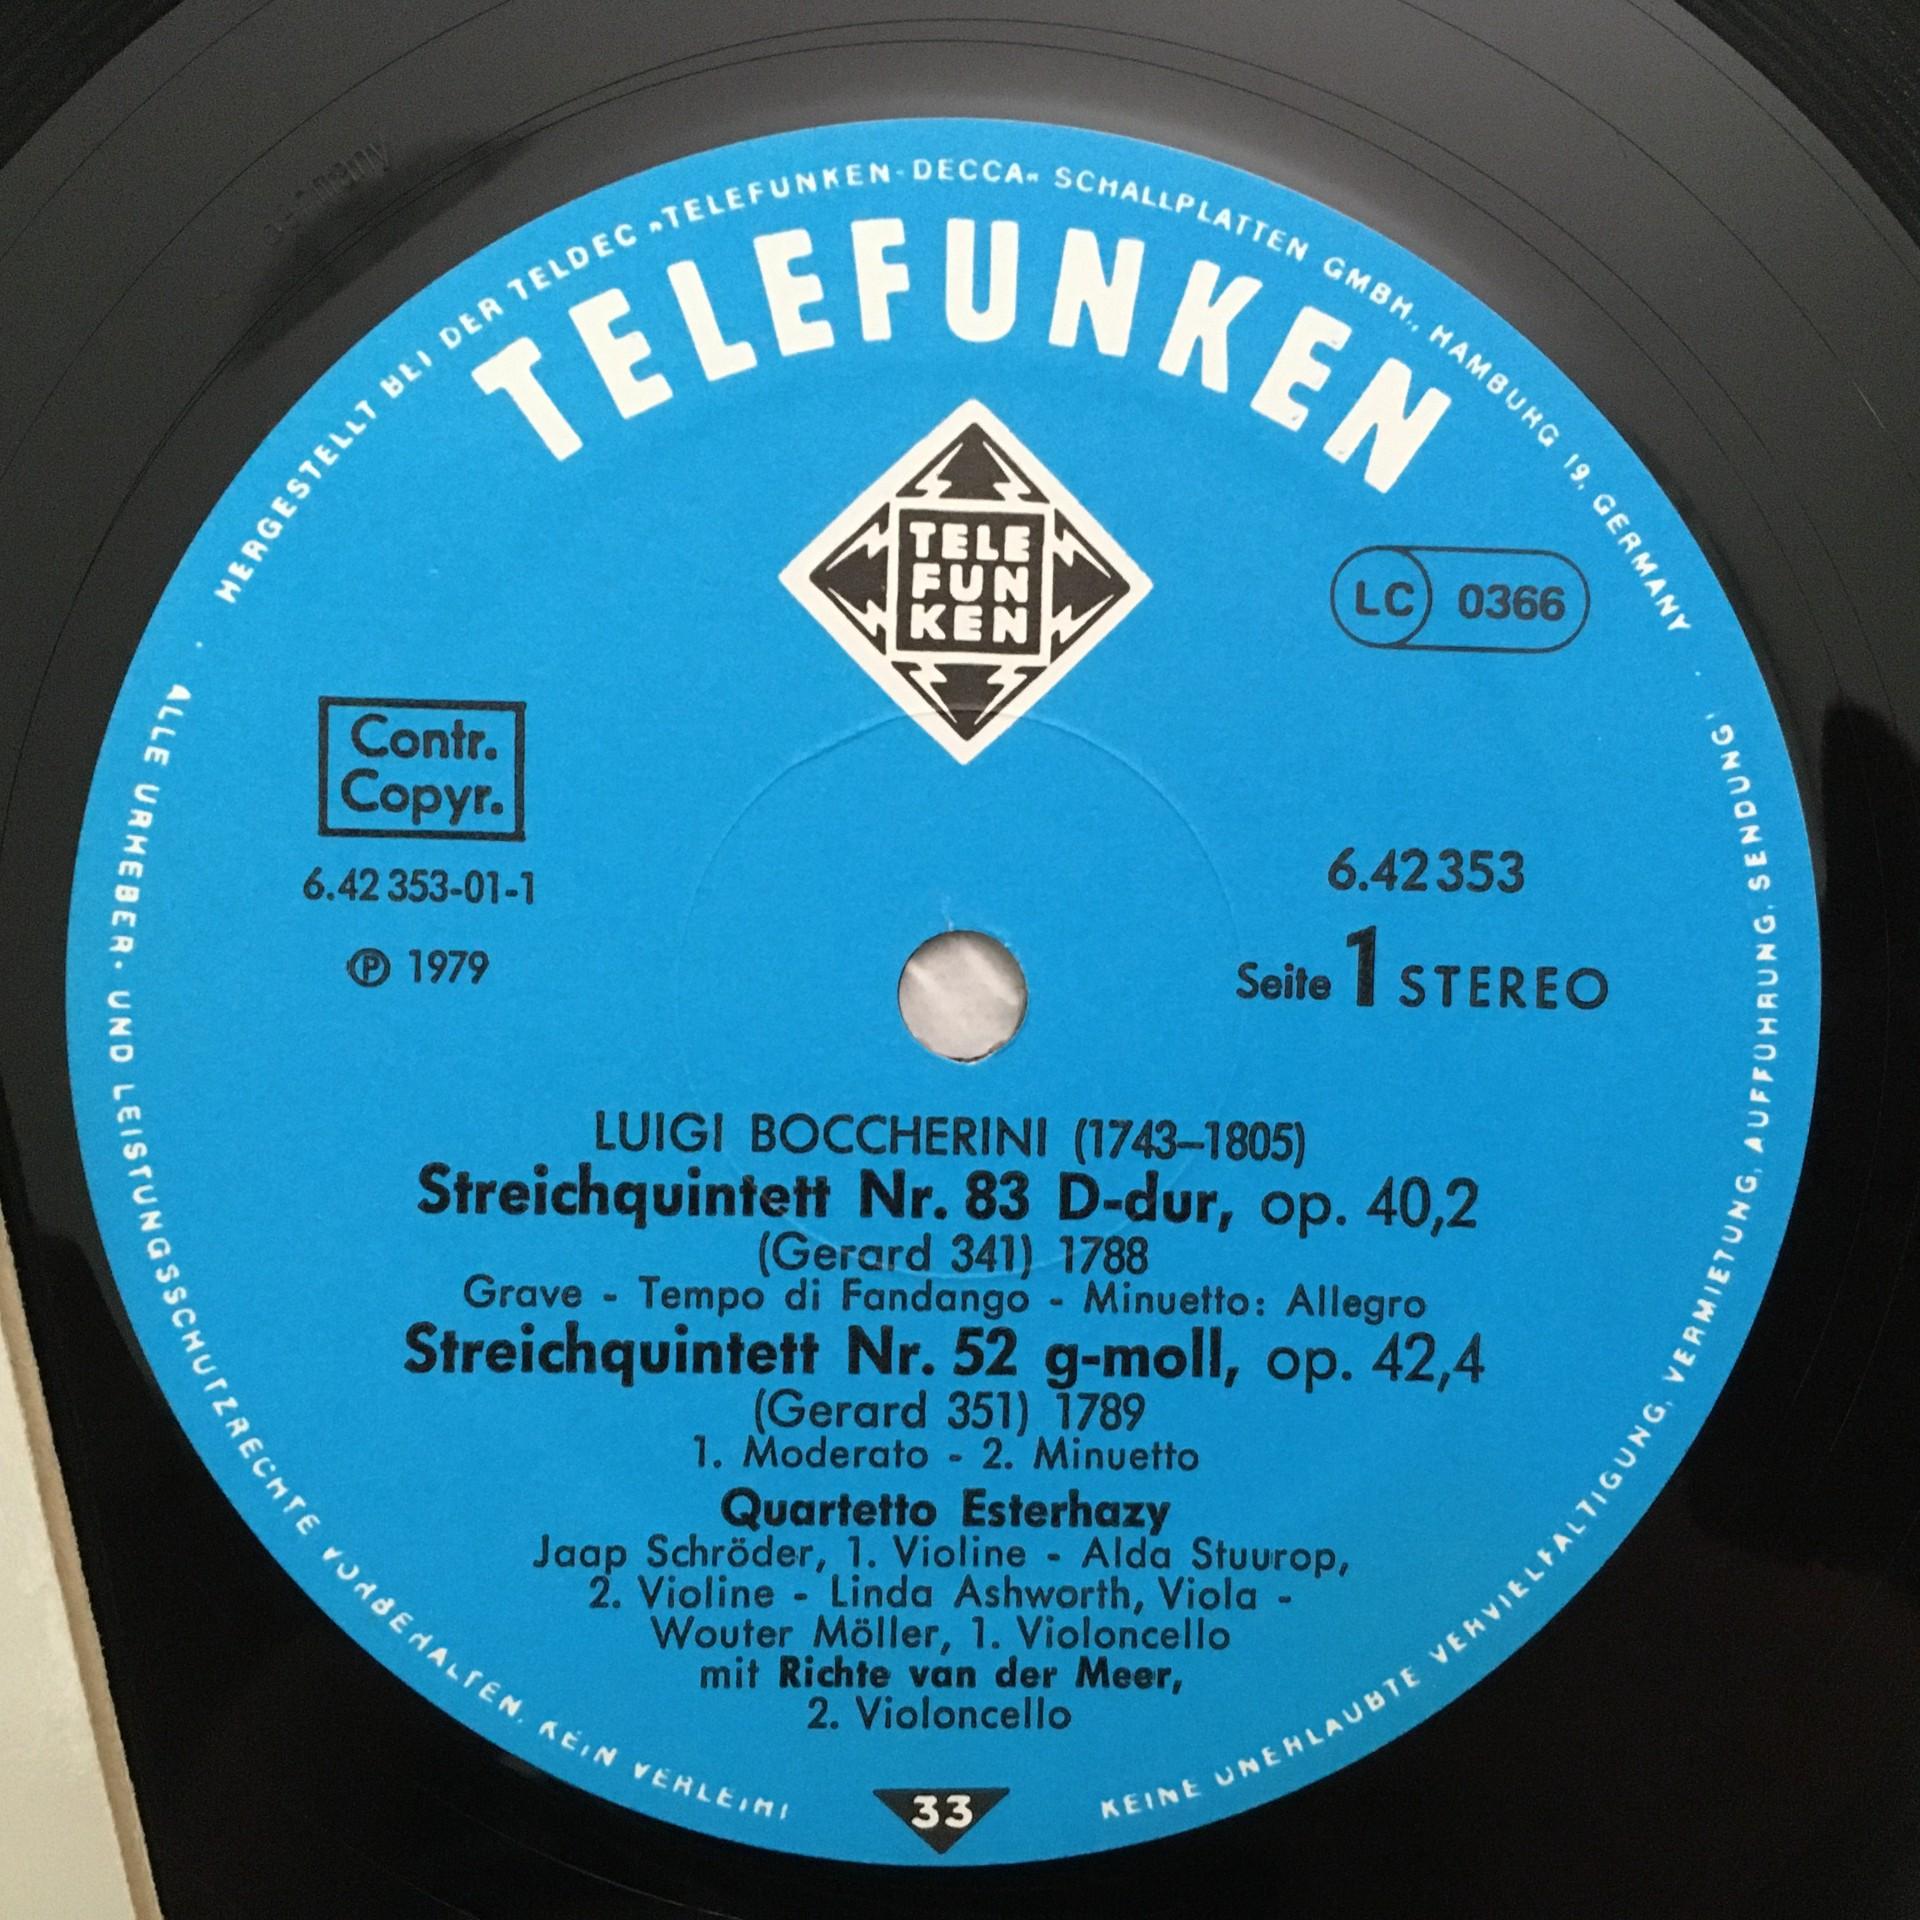 HERGESTELLT BEI DER TELDEC »TELEFUNKEN-DECCA« SCHALLPLATTEN GMBH., HAMBURG 19, GERMANY
TELEFUNKEN
TELE
FUN
KEN
LC 0366
Contr.
Copyr.
6.42 353-01-1
℗ 1979
6.42353
Seite 1 STEREO
LUIGI BOCCHERINI (1743–1805)
Streichquintett Nr. 83 D-dur, op. 40,2
(Gerard 341) 1788
Grave - Tempo di Fandango - Minuetto: Allegro
Streichquintett Nr. 52 g-moll, op. 42,4
(Gerard 351) 1789
1. Moderato - 2. Minuetto
Quartetto Esterhazy
Jaap Schröder, 1. Violine - Alda Stuurop,
2. Violine - Linda Ashworth, Viola -
Wouter Möller, 1. Violoncello
mit Richte van der Meer,
2. Violoncello
33
ALLE URHEBER- UND LEISTUNGSSCHUTZRECHTE VORBEHALTEN. KEIN VERLEIH!
KEINE UNERLAUBTE VERVIELFALTIGUNG, VERMIETUNG, AUFFUHRUNG, SENDUNG!